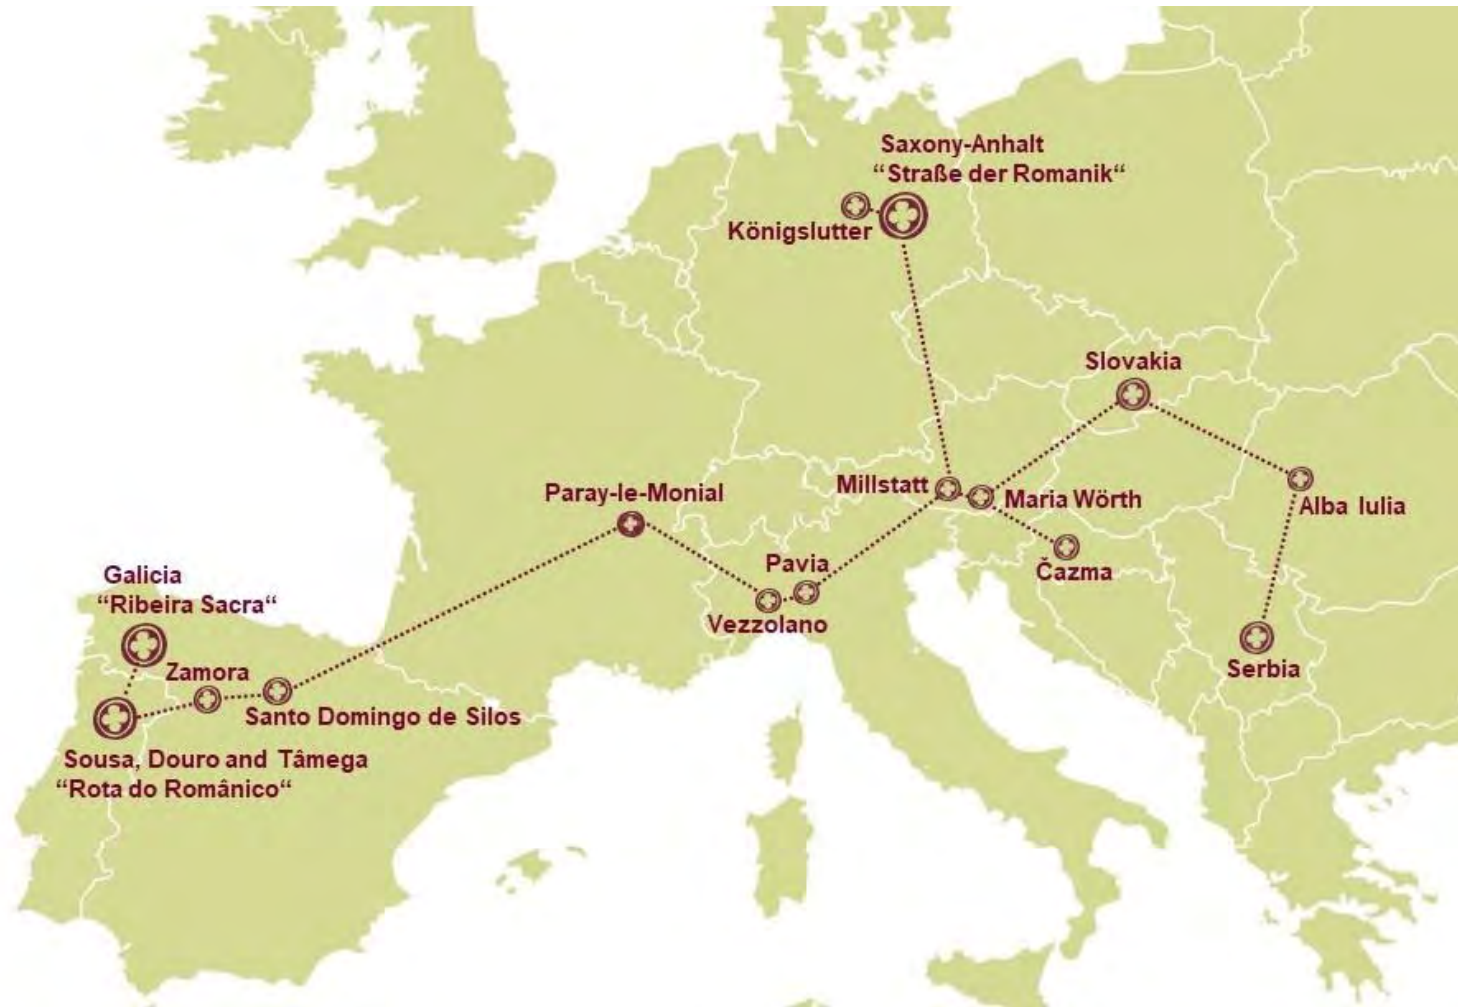 Saxony-Anhalt
“Straße der Romanik“
Königslutter
Slovakia
Millstatt
Maria Wörth
Alba Iulia
Paray-le-Monial
Pavia
Čazma
Vezzolano
Serbia
Galicia
“Ribeira Sacra“
Zamora
Santo Domingo de Silos
Sousa, Douro and Tâmega
“Rota do Românico“